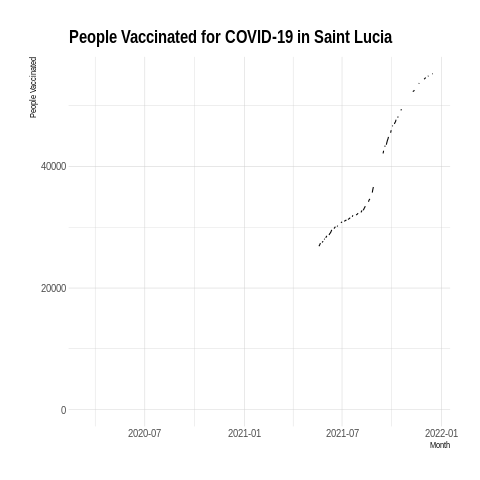 People Vaccinated for COVID-19 in Saint Lucia
People Vaccinated
40000
20000
0
2020-07 2021-01 2021-07 2022-01
Month